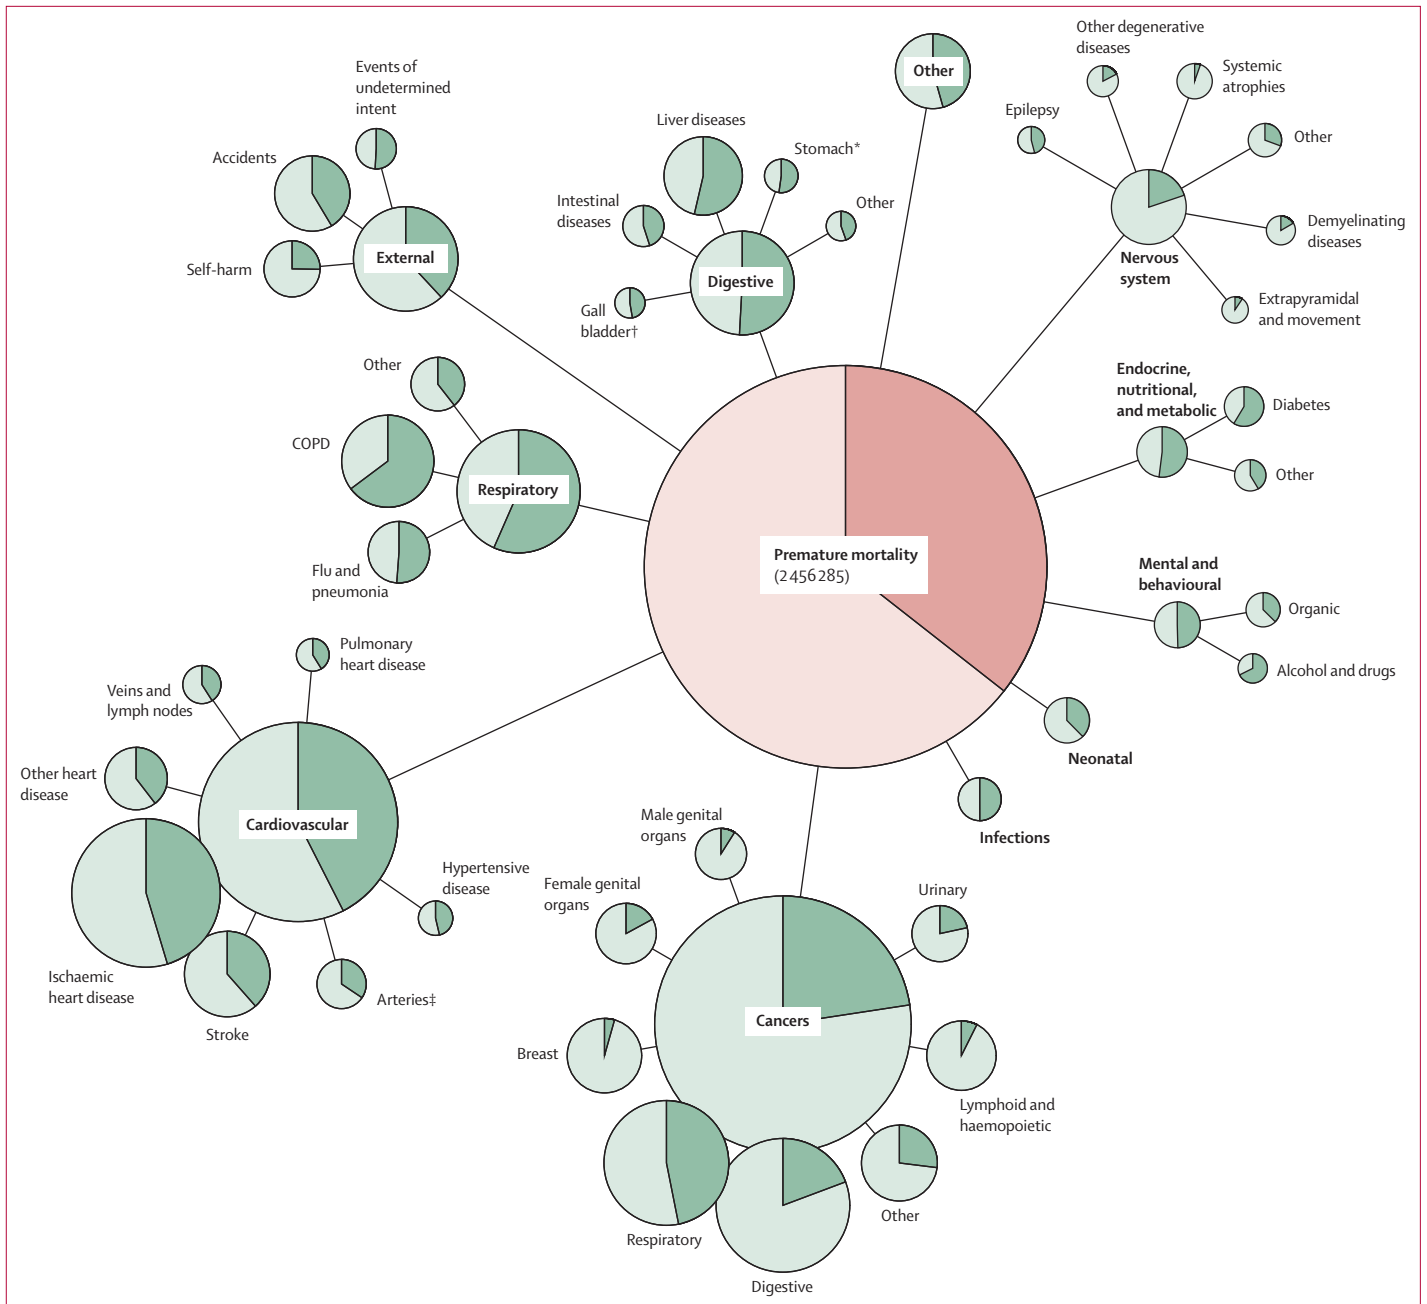 Other
Other degenerative
diseases
Systemic
atrophies
Epilepsy
Other
Demyelinating
diseases
Nervous
system
Extrapyramidal
and movement
Events of
undetermined
intent
Accidents
External
Self-harm
Liver diseases
Stomach*
Intestinal
diseases
Other
Digestive
Gall
bladder†
Endocrine,
nutritional,
and metabolic
Diabetes
Other
Other
COPD
Respiratory
Flu and
pneumonia
Premature mortality
(2 456 285)
Mental and
behavioural
Organic
Alcohol and drugs
Neonatal
Infections
Pulmonary
heart disease
Veins and
lymph nodes
Other heart
disease
Cardiovascular
Hypertensive
disease
Ischaemic
heart disease
Arteries‡
Stroke
Male genital
organs
Female genital
organs
Urinary
Cancers
Breast
Lymphoid and
haemopoietic
Other
Respiratory
Digestive